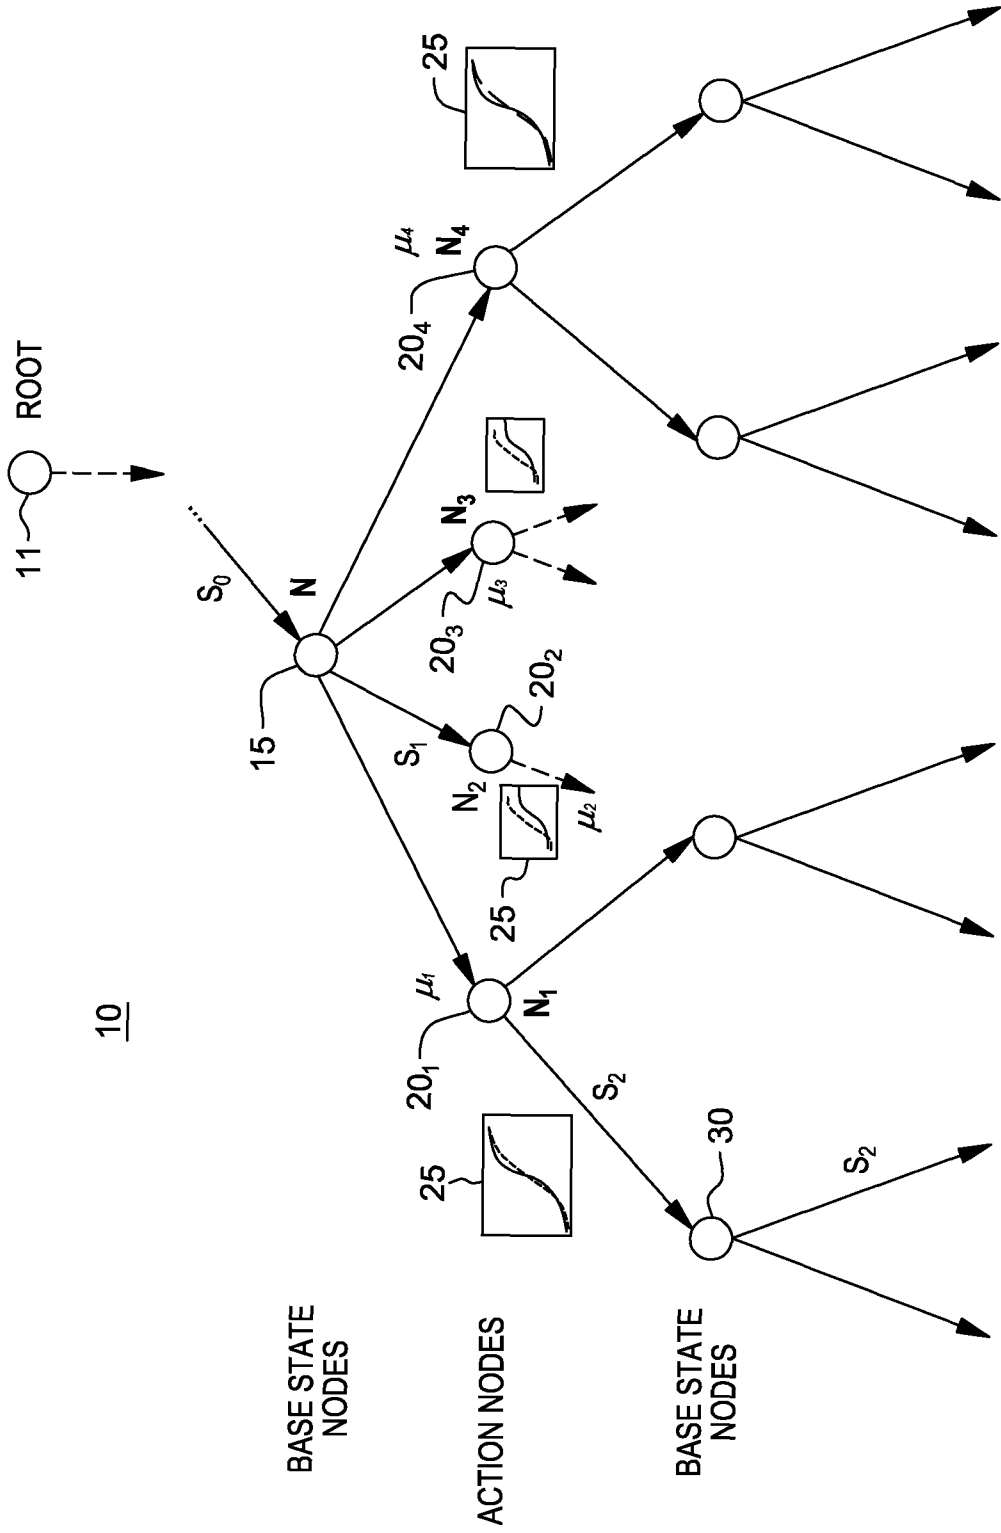 10
11
ROOT
S0
N
15
BASE STATE
NODES
S1
μ1
N1
201
25
N2
202
25
μ2
N3
203
μ3
μ4
N4
204
25
ACTION NODES
S2
30
S2
BASE STATE
NODES